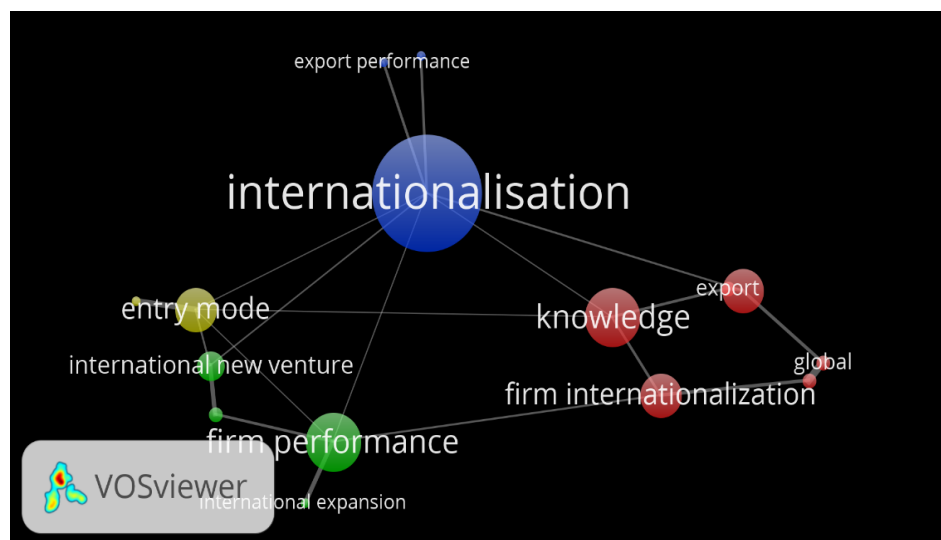 export performance
internationalisation
export
entry mode
knowledge
international new venture
global
firm internationalization
firm performance
VOSviewer
international expansion